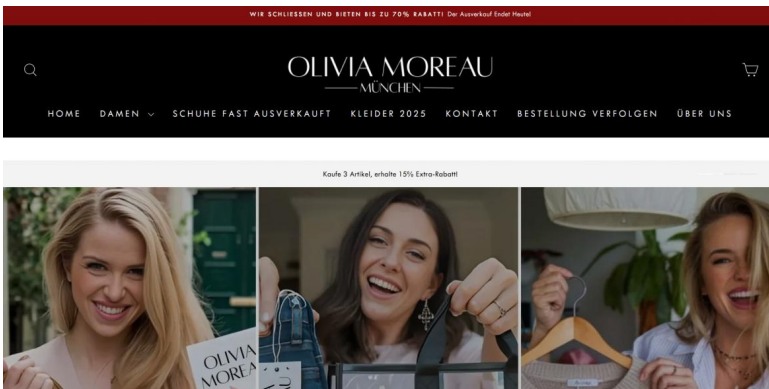 WIR SCHLIESSEN UND BIETEN BIS ZU 70% RABATT! Der Ausverkauf Endet Heute!
OLIVIA MOREAU
MÜNCHEN
HOME DAMEN SCHUHE FAST AUSVERKAUFT KLEIDER 2025 KONTAKT BESTELLUNG VERFOLGEN ÜBER UNS
Kaufe 3 Artikel, erhalte 15% Extra-Rabatt!
OLIVIA
MOREA